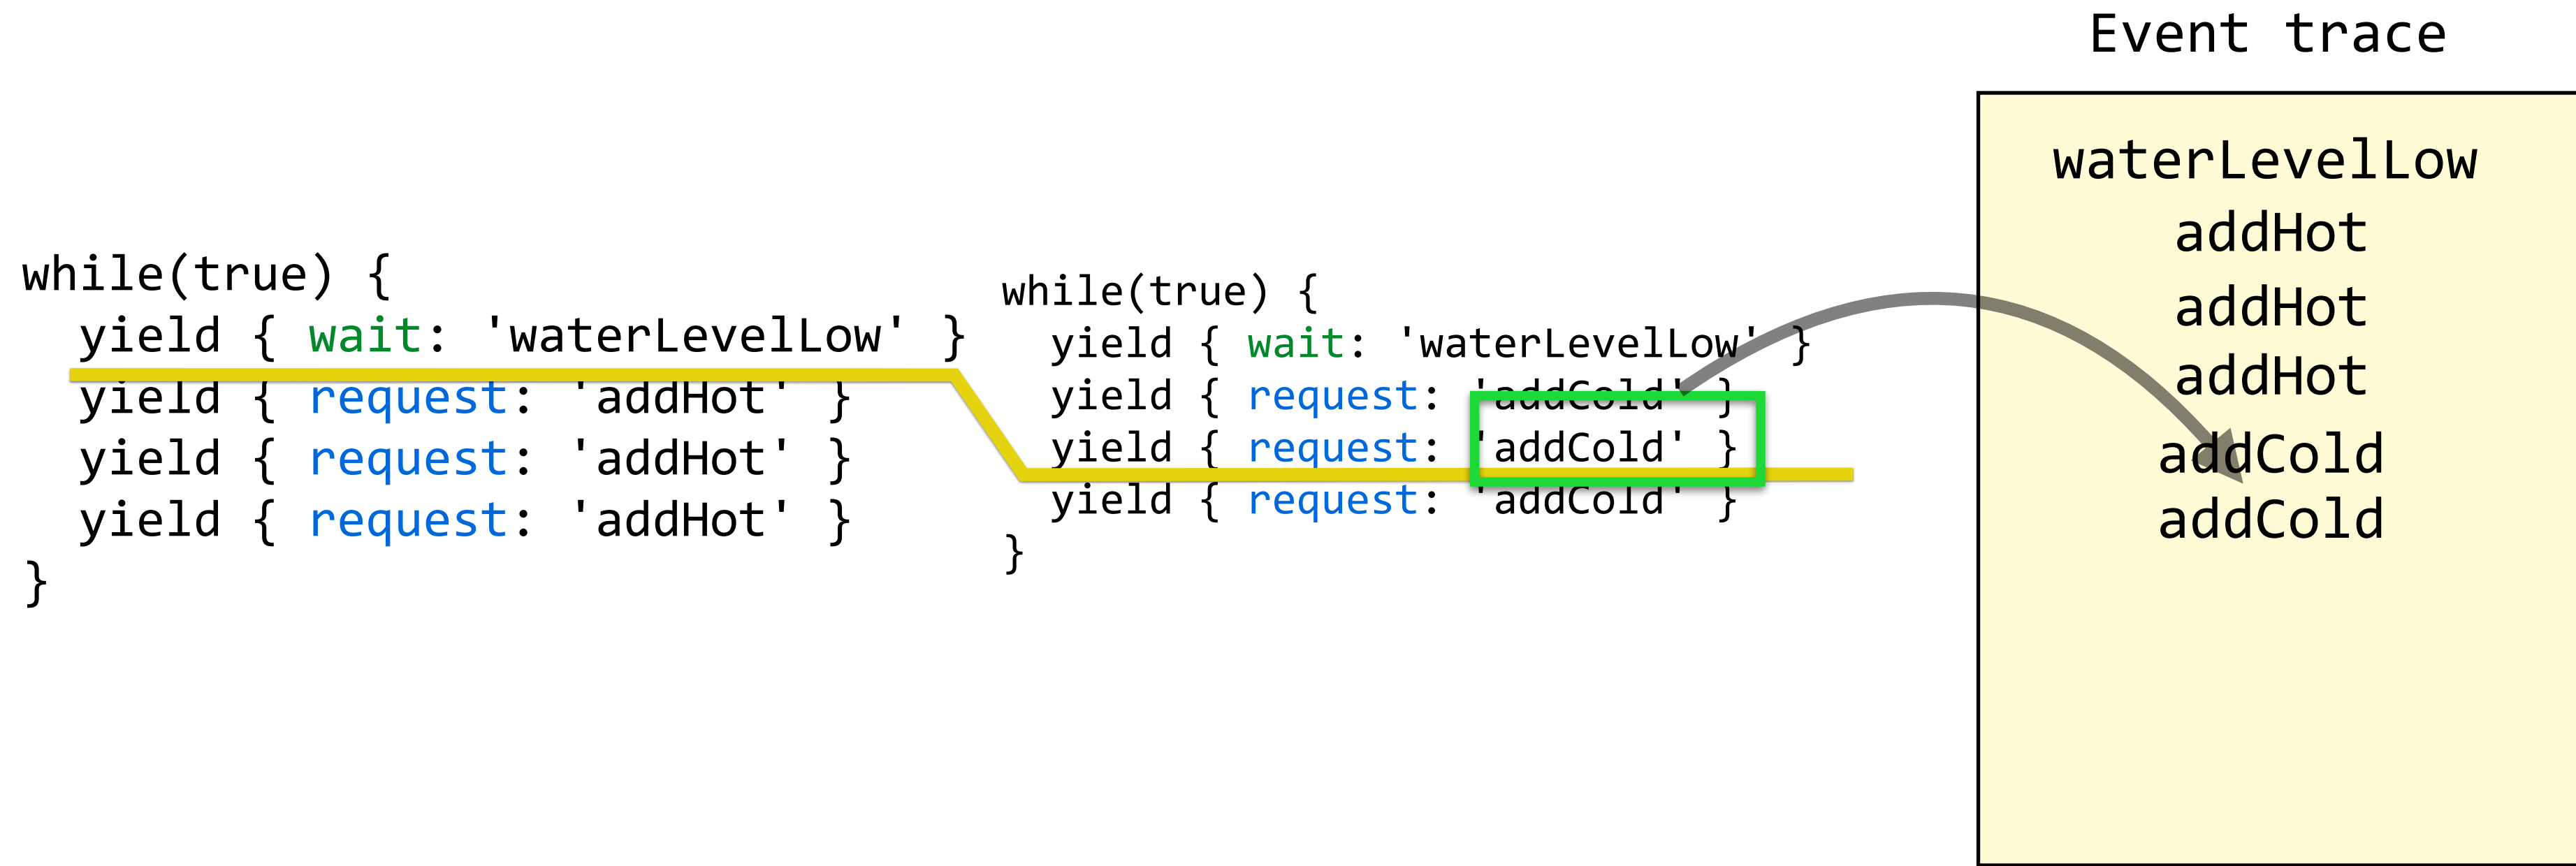 Event trace
while(true) {
  yield { wait: 'waterLevelLow' }
  yield { request: 'addHot' }
  yield { request: 'addHot' }
  yield { request: 'addHot' }
}
while(true) {
  yield { wait: 'waterLevelLow' }
  yield { request: 'addCold' }
  yield { request: 'addCold' }
  yield { request: 'addCold' }
}
waterLevelLow
addHot
addHot
addHot
addCold
addCold